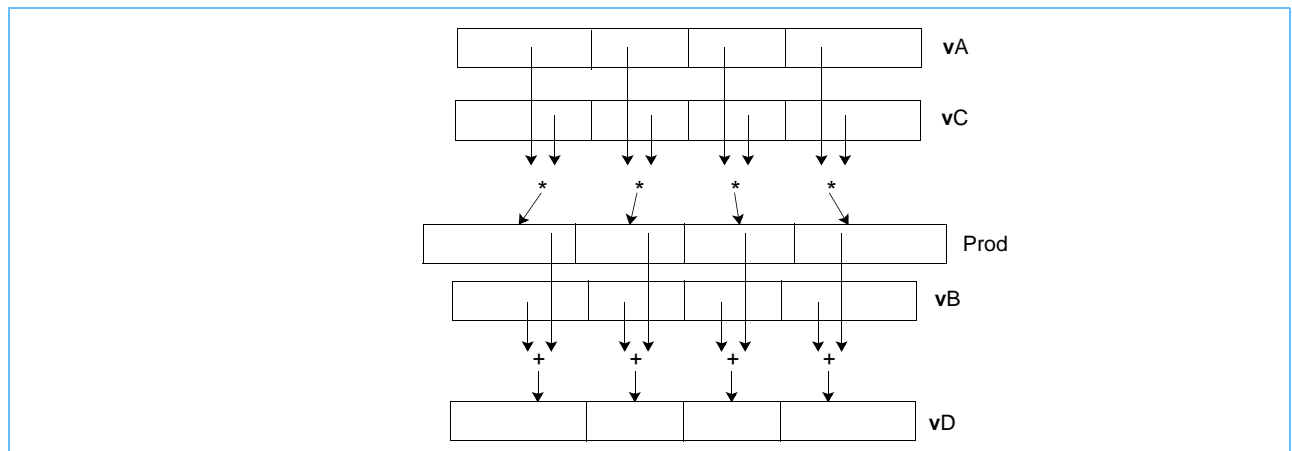 vA
vC
* * * *
Prod
vB
+ + + +
vD